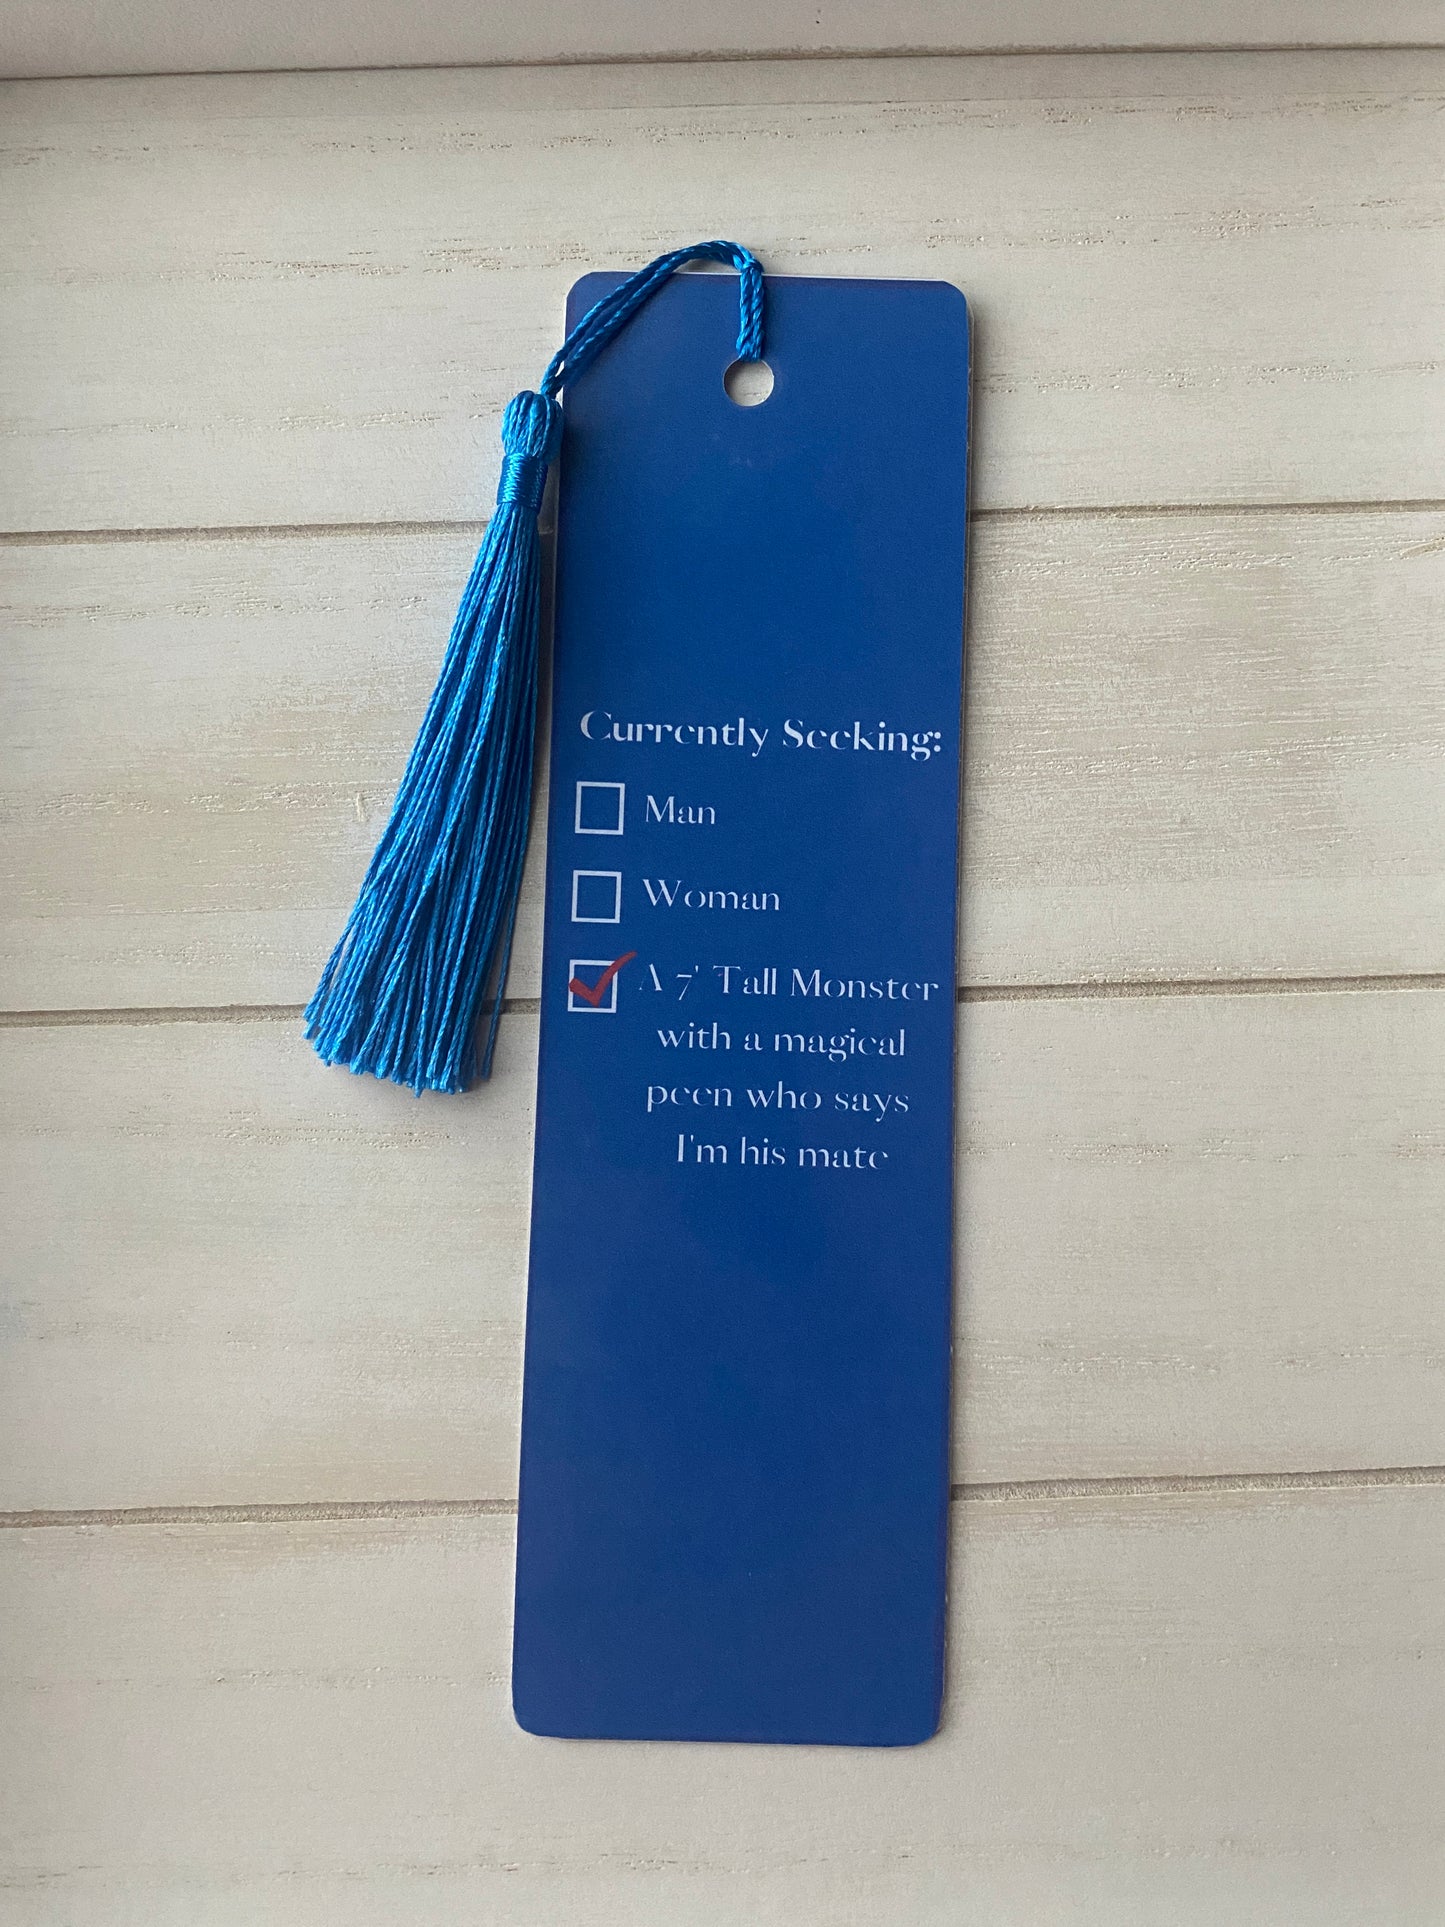 Currently Seeking:
Man
Woman
A 7' Tall Monster
with a magical
peen who says
I'm his mate